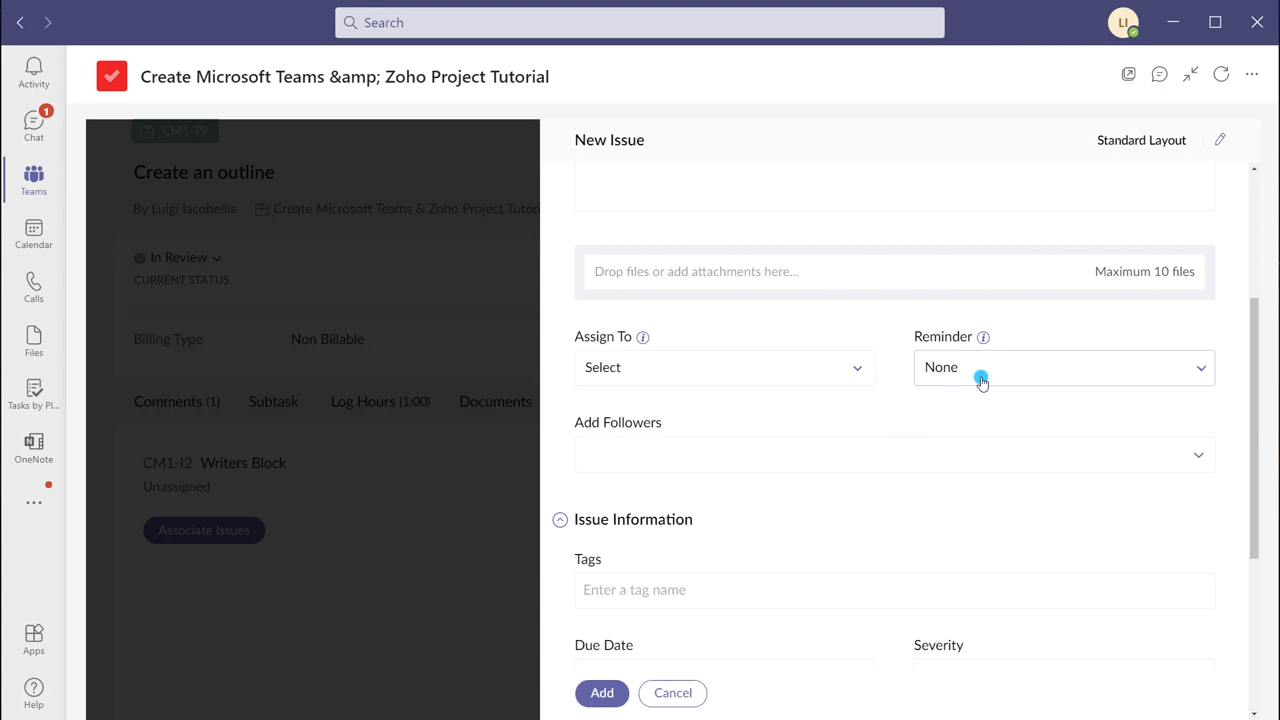 Search
LI
Activity
Chat
1
Teams
Calendar
Calls
Files
Tasks by Pl...
OneNote
Apps
Help
Create Microsoft Teams &amp; Zoho Project Tutorial
CM1-T9
Create an outline
By Luigi Iacobellis
Create Microsoft Teams & Zoho Project Tutori
In Review
CURRENT STATUS
Billing Type
Non Billable
Comments (1)
Subtask
Log Hours (1:00)
Documents
CM1-I2 Writers Block
Unassigned
Associate Issues
New Issue
Standard Layout
Drop files or add attachments here...
Maximum 10 files
Assign To
Reminder
Select
None
Add Followers
Issue Information
Tags
Enter a tag name
Due Date
Severity
Add
Cancel